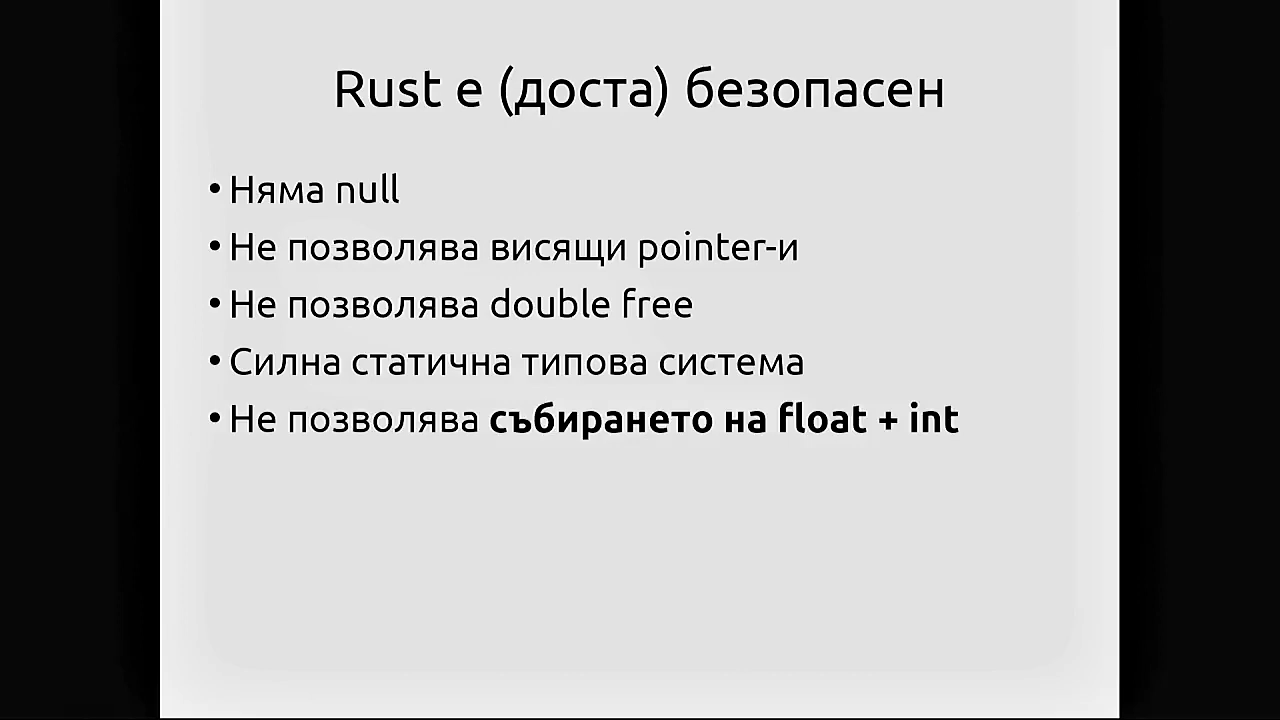 Rust е (доста) безопасен
• Няма null
• Не позволява висящи pointer-и
• Не позволява double free
• Силна статична типова система
• Не позволява събирането на float + int